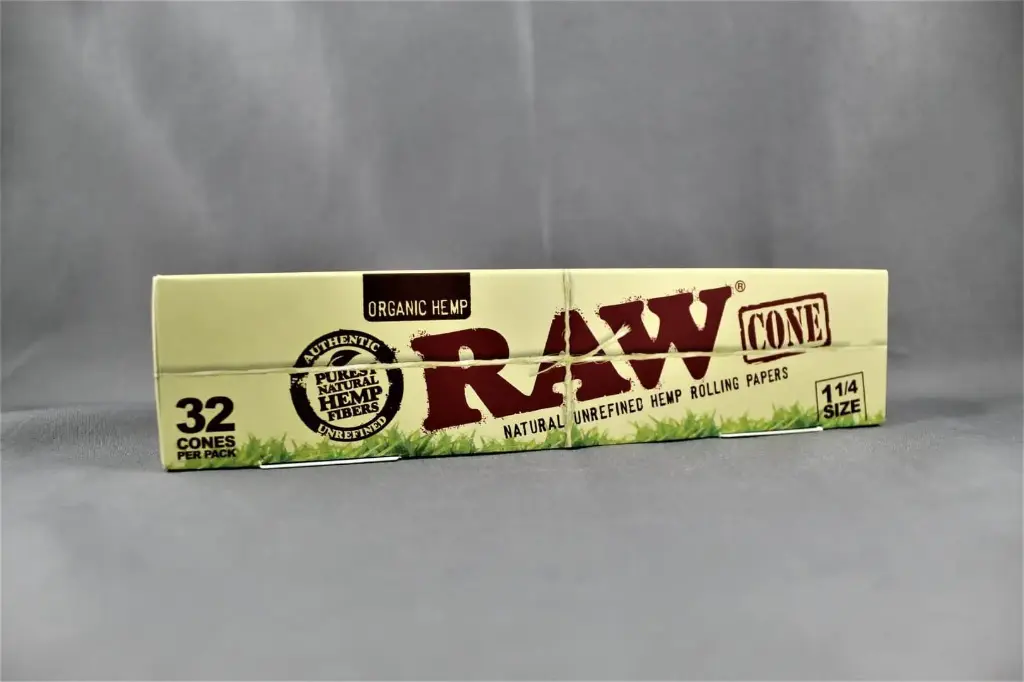 ORGANIC HEMP
AUTHENTIC
PUREST
NATURAL
HEMP
FIBERS
UNREFINED
RAW®
CONE
NATURAL UNREFINED HEMP ROLLING PAPERS
32
CONES
PER PACK
1 1/4
SIZE